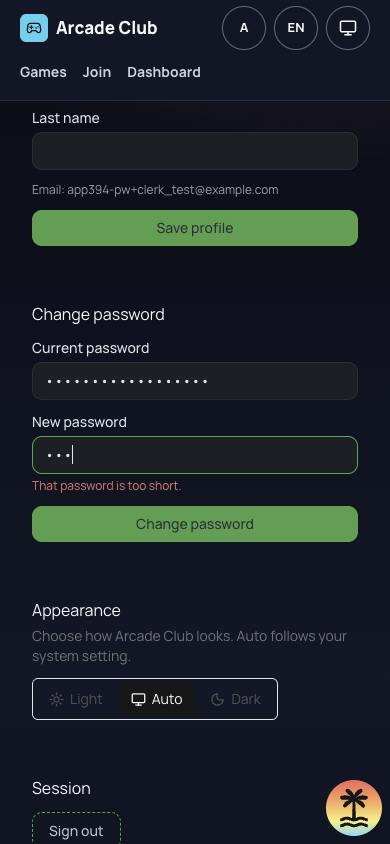 Arcade Club
A
EN
Games Join Dashboard
Last name
Email: app394-pw+clerk_test@example.com
Save profile
Change password
Current password
••••••••••••••••••
New password
•••
That password is too short.
Change password
Appearance
Choose how Arcade Club looks. Auto follows your
system setting.
Light Auto Dark
Session
Sign out